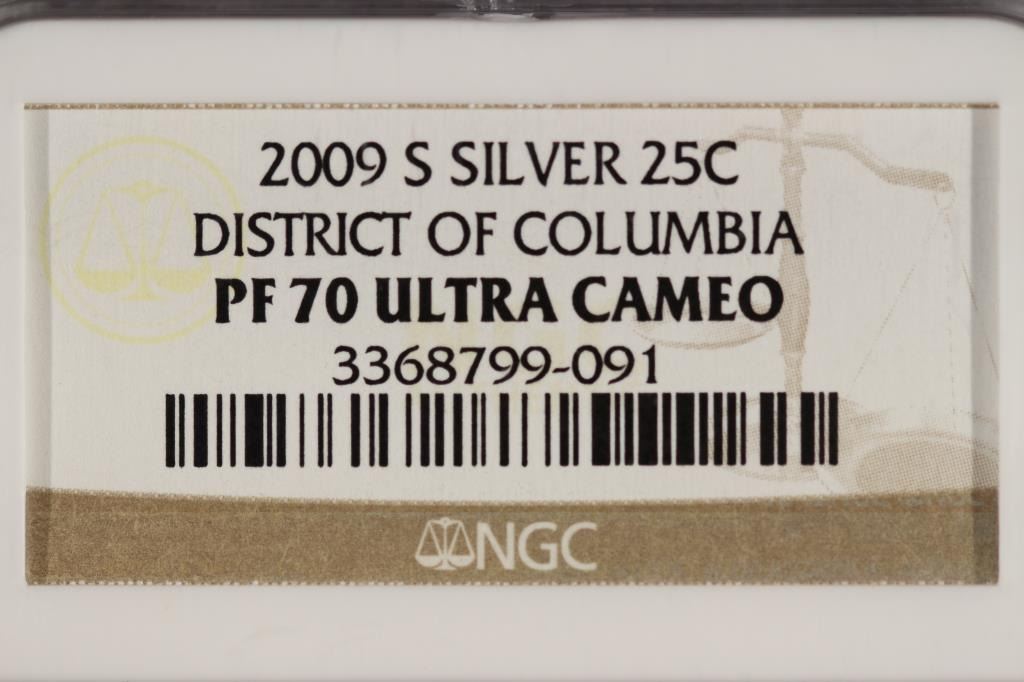 2009 S SILVER 25C
DISTRICT OF COLUMBIA
PF 70 ULTRA CAMEO
3368799-091
NGC